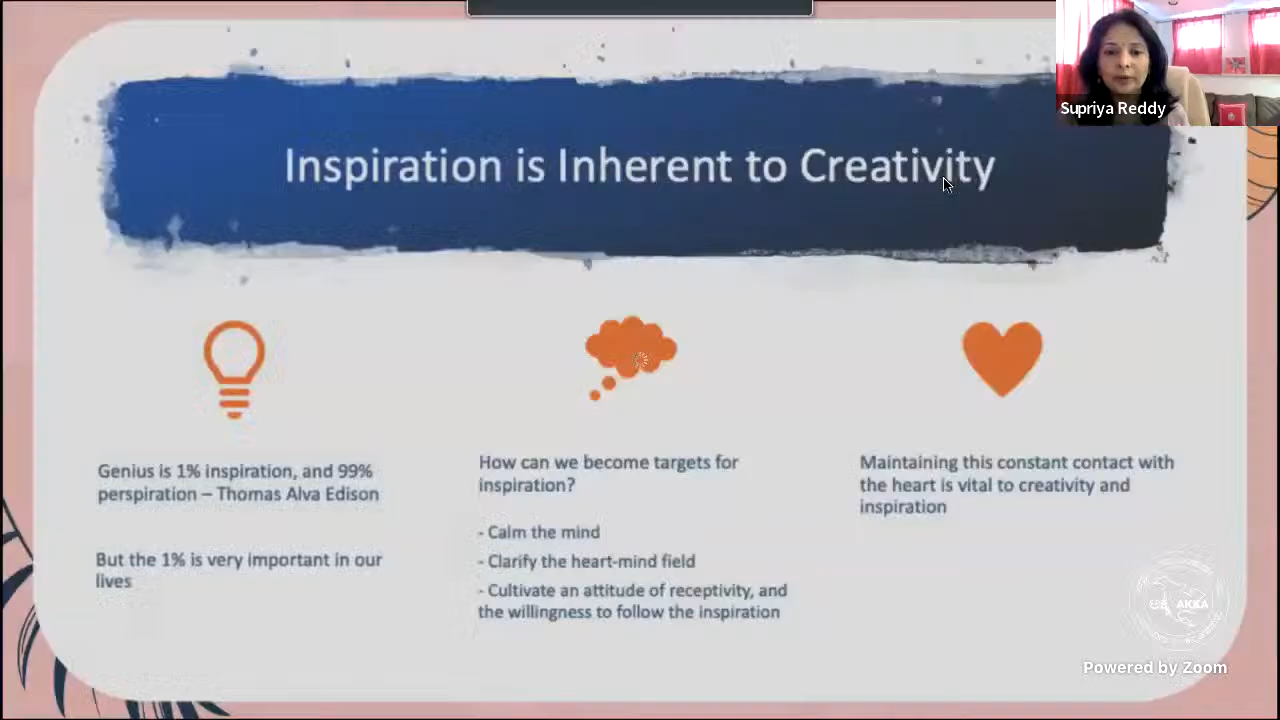 Supriya Reddy
Inspiration is Inherent to Creativity
Genius is 1% inspiration, and 99%
perspiration – Thomas Alva Edison
But the 1% is very important in our
lives
How can we become targets for
inspiration?
- Calm the mind
- Clarify the heart-mind field
- Cultivate an attitude of receptivity, and
the willingness to follow the inspiration
Maintaining this constant contact with
the heart is vital to creativity and
inspiration
AKKA
Powered by Zoom